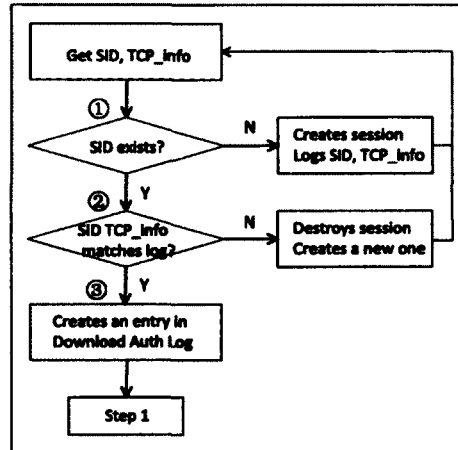 Get SID, TCP_info
①
SID exists?
N
Creates session
Logs SID, TCP_info
Y
②
SID TCP_info
matches log?
N
Destroys session
Creates a new one
③
Y
Creates an entry in
Download Auth Log
Step 1